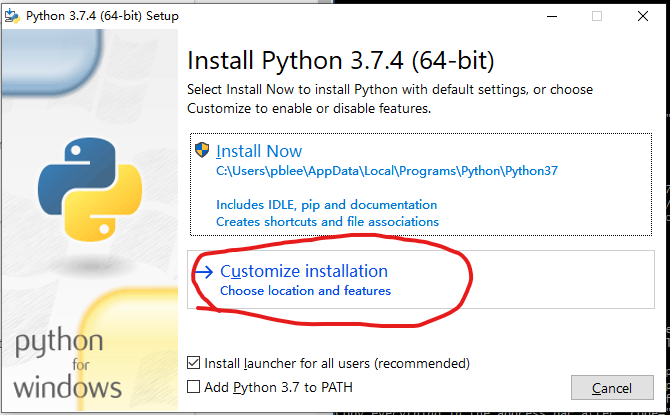 Python 3.7.4 (64-bit) Setup
Install Python 3.7.4 (64-bit)
Select Install Now to install Python with default settings, or choose
Customize to enable or disable features.
Install Now
C:\Users\pblee\AppData\Local\Programs\Python\Python37
Includes IDLE, pip and documentation
Creates shortcuts and file associations
Customize installation
Choose location and features
python
for
windows
Install launcher for all users (recommended)
Add Python 3.7 to PATH
Cancel